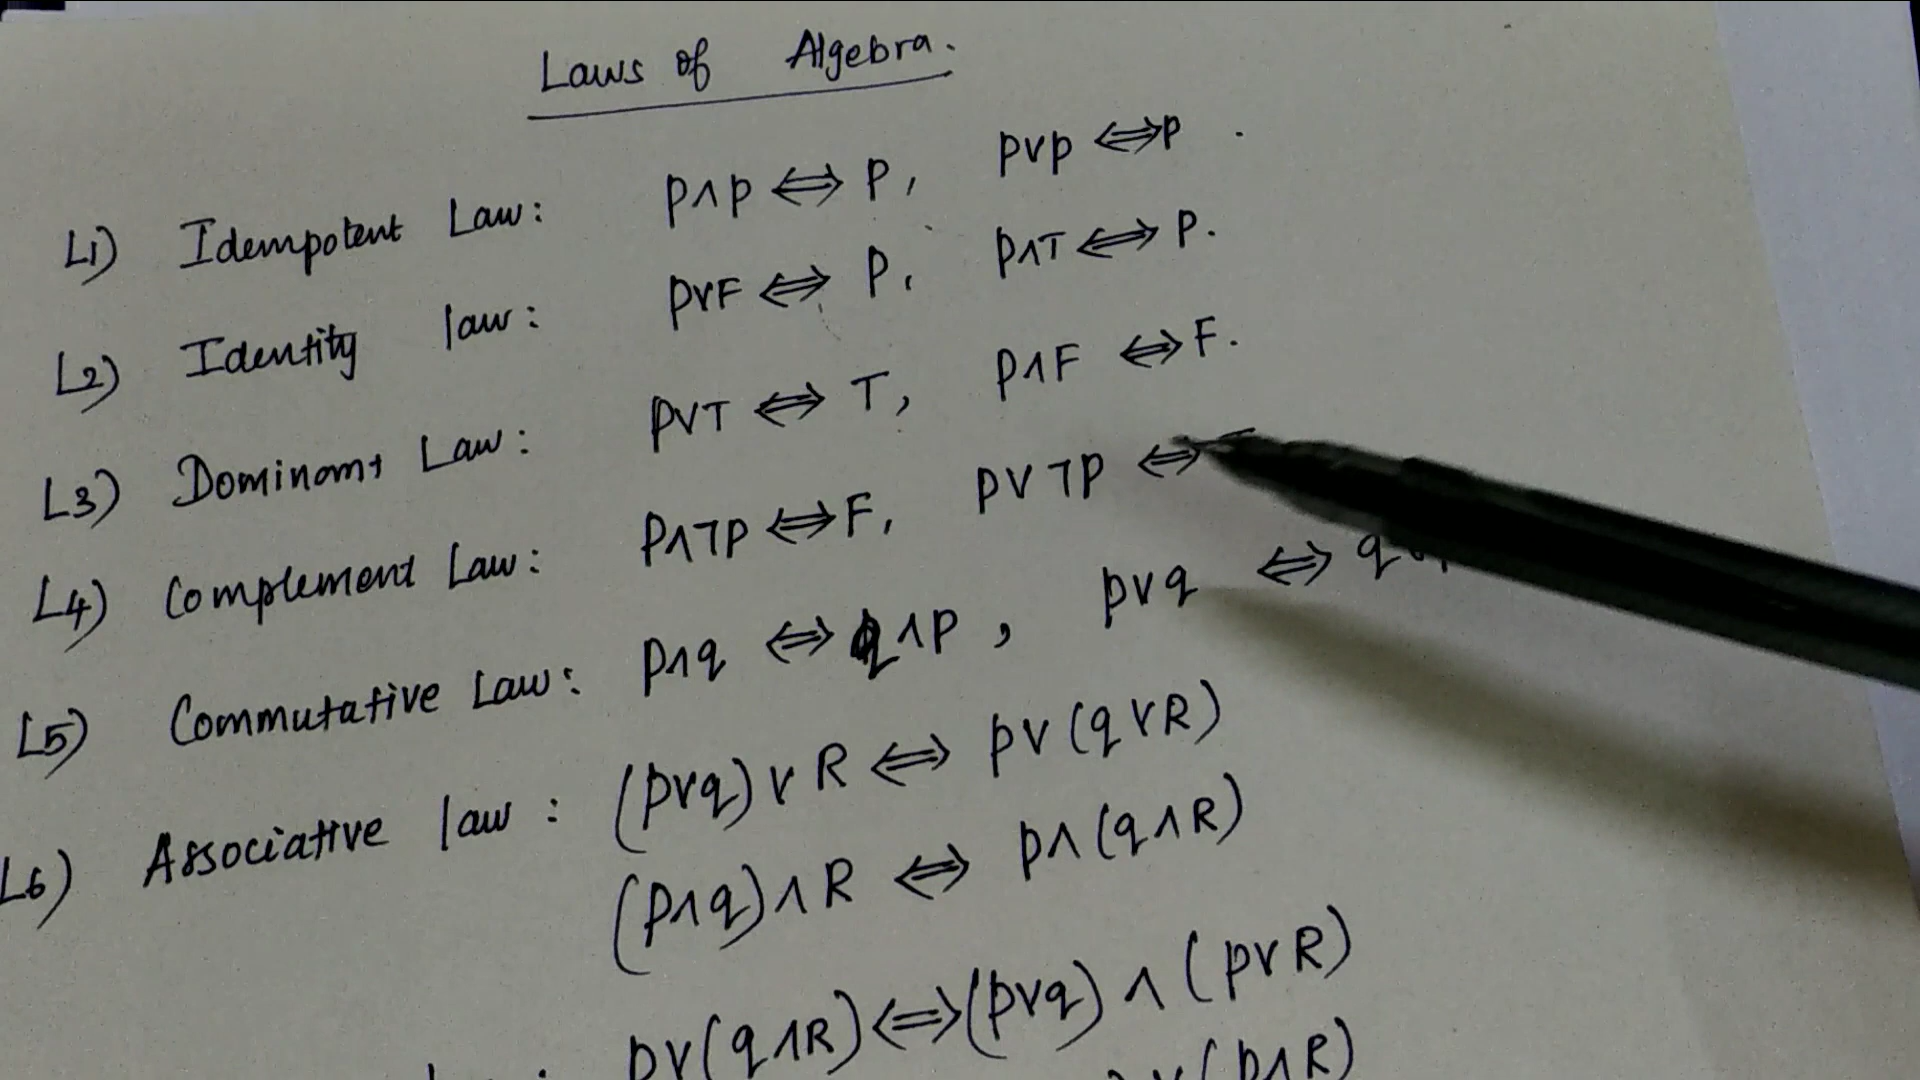 Laws of Algebra.
L1) Idempotent Law: p∧p ⇔ P, p∨p ⇔ p.
L2) Identity law: p∨F ⇔ P, p∧T ⇔ P.
L3) Dominant Law: p∨T ⇔ T, p∧F ⇔ F.
L4) Complement Law: p∧¬p ⇔ F, p∨¬p ⇔
L5) Commutative Law: p∧q ⇔ q∧p, p∨q ⇔ q
L6) Associative law: (p∨q)∨R ⇔ p∨(q∨R)
(p∧q)∧R ⇔ p∧(q∧R)
p∨(q∧R) ⇔ (p∨q)∧(p∨R)
∨(p∧R)